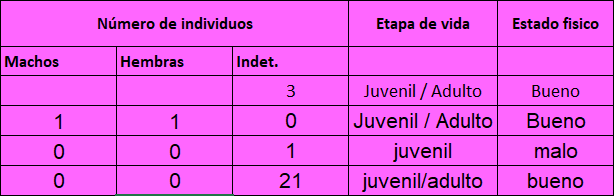 Número de individuos Etapa de vida Estado fisico
Machos Hembras Indet.
3 Juvenil / Adulto Bueno
1 1 0 Juvenil / Adulto Bueno
0 0 1 juvenil malo
0 0 21 juvenil/adulto bueno